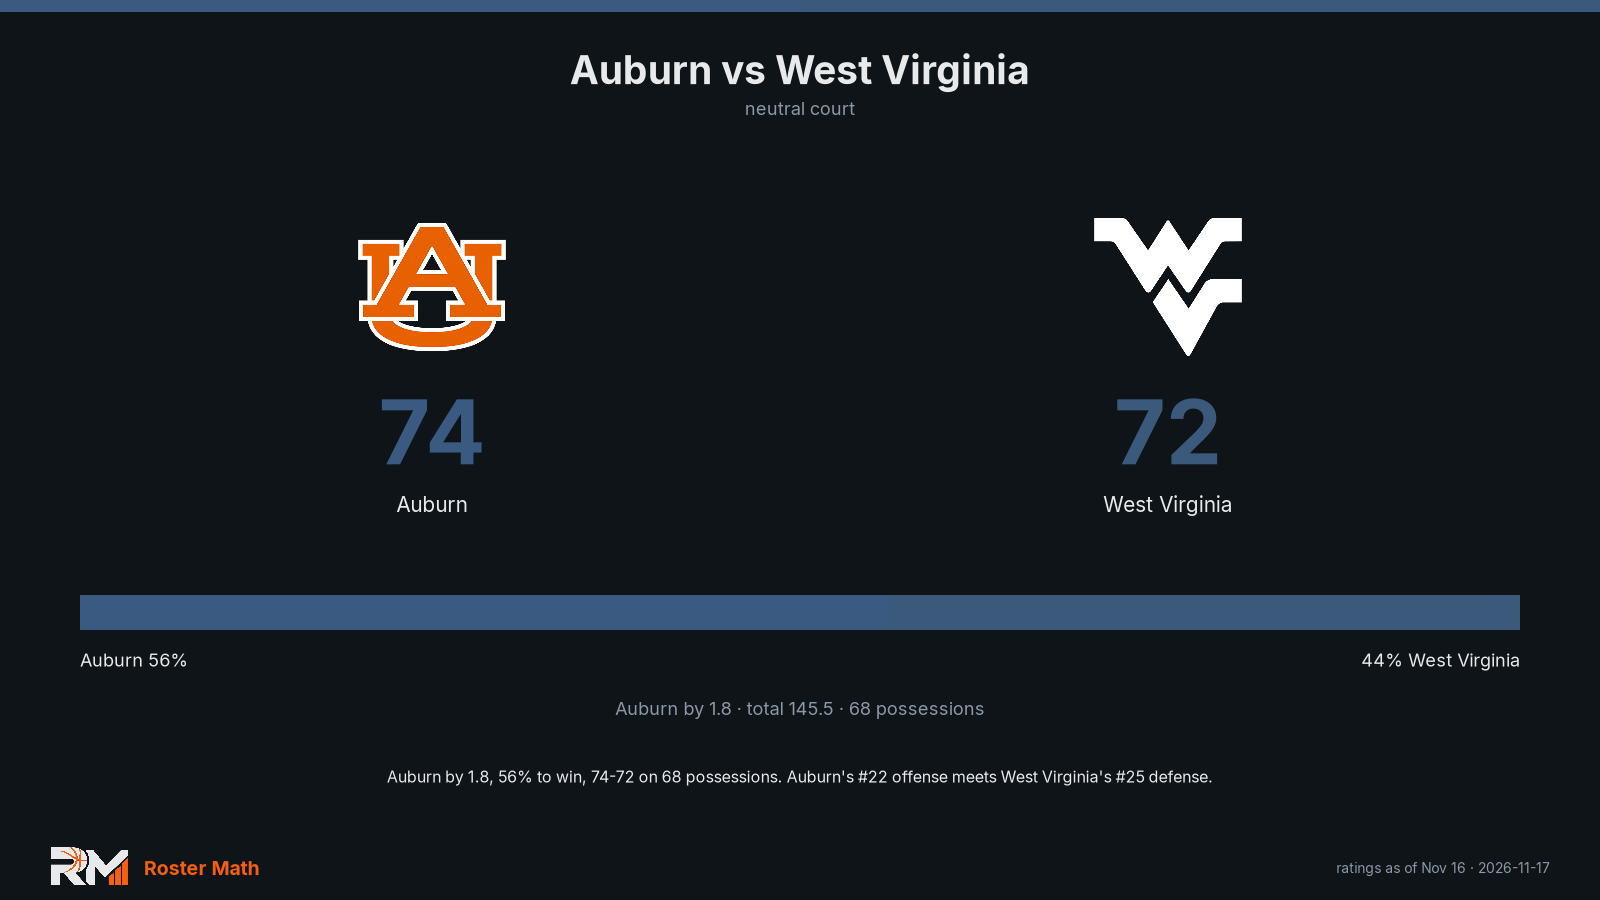 Auburn vs West Virginia
neutral court
74
72
Auburn
West Virginia
Auburn 56%
44% West Virginia
Auburn by 1.8 · total 145.5 · 68 possessions
Auburn by 1.8, 56% to win, 74-72 on 68 possessions. Auburn's #22 offense meets West Virginia's #25 defense.
RM
Roster Math
ratings as of Nov 16 · 2026-11-17